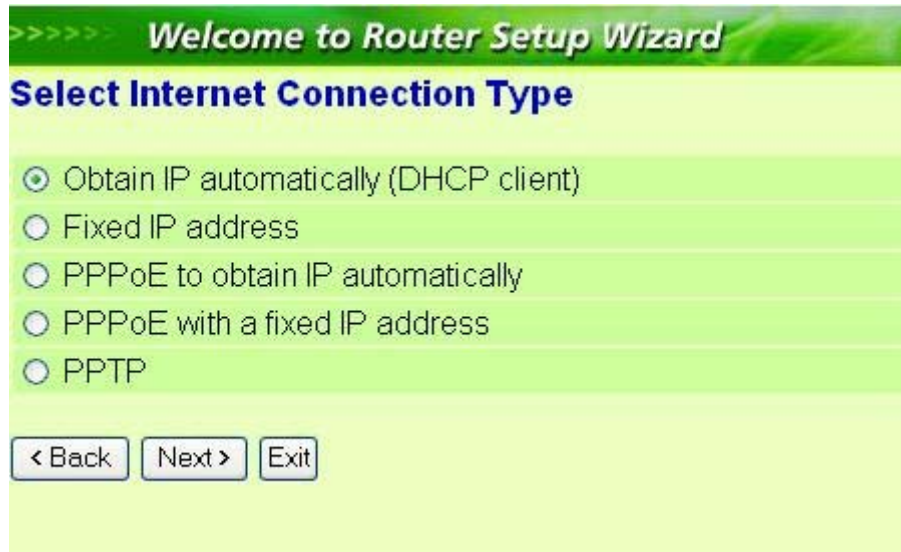 >>>>>> Welcome to Router Setup Wizard
Select Internet Connection Type
Obtain IP automatically (DHCP client)
Fixed IP address
PPPoE to obtain IP automatically
PPPoE with a fixed IP address
PPTP
< Back Next > Exit